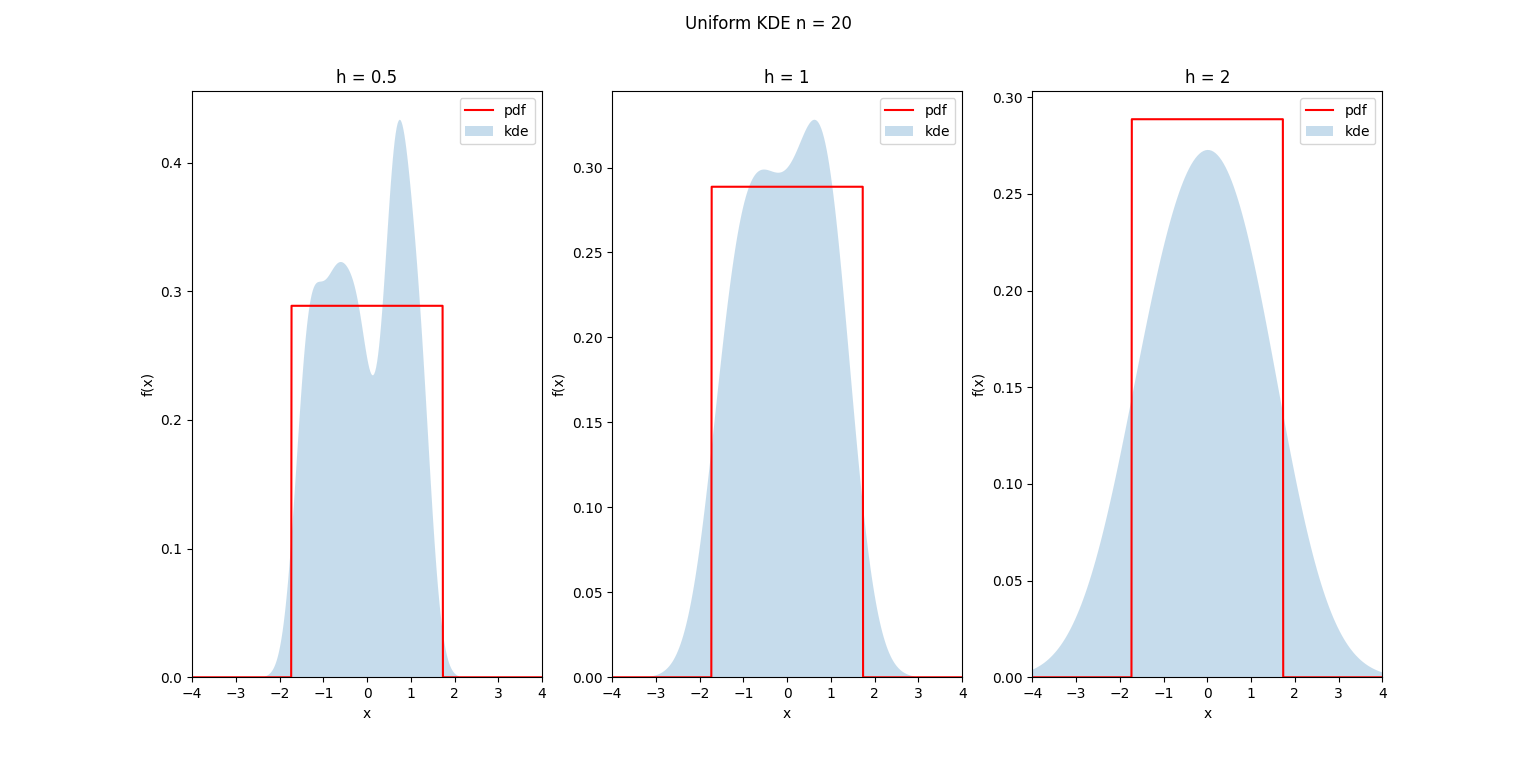 Uniform KDE n = 20
h = 0.5
pdf
kde
f(x)
0.4
0.3
0.2
0.1
0.0
−4 −3 −2 −1 0 1 2 3 4
x
h = 1
pdf
kde
f(x)
0.30
0.25
0.20
0.15
0.10
0.05
0.00
−4 −3 −2 −1 0 1 2 3 4
x
h = 2
pdf
kde
f(x)
0.30
0.25
0.20
0.15
0.10
0.05
0.00
−4 −3 −2 −1 0 1 2 3 4
x